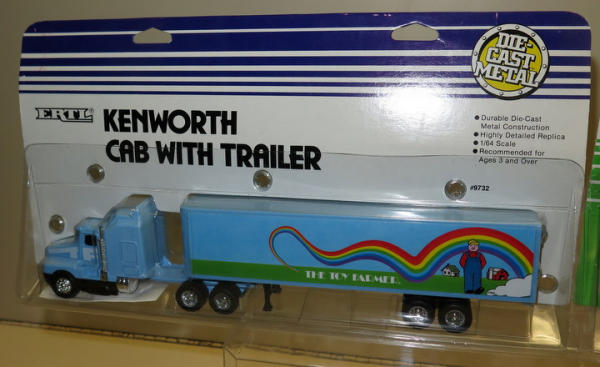 DIE-
CAST
METAL
ERTL®
KENWORTH
CAB WITH TRAILER
• Durable Die-Cast
Metal Construction
• Highly Detailed Replica
• 1/64 Scale
• Recommended for
Ages 3 and Over
#9732
THE TOY FARMER